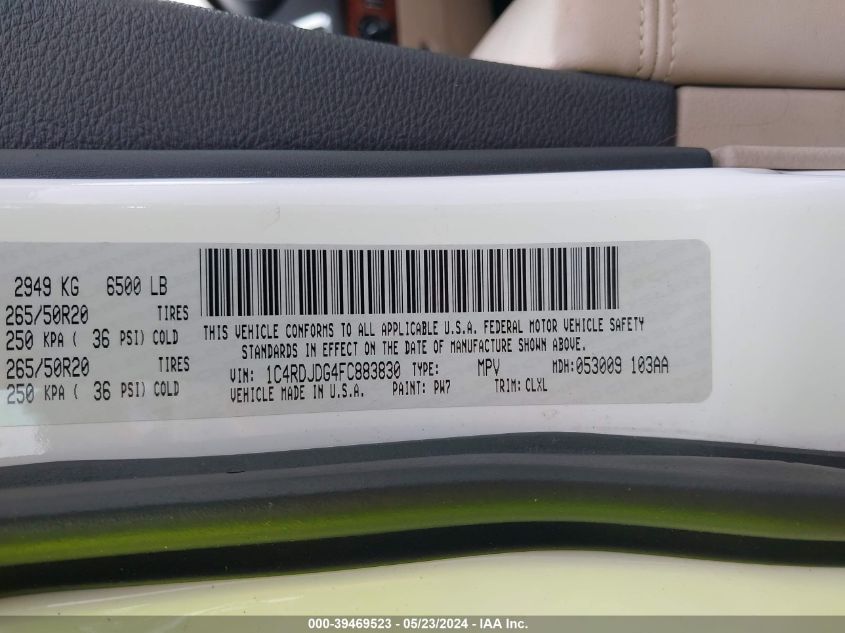 2949 KG 6500 LB
265/50R20 TIRES
250 KPA ( 36 PSI) COLD
265/50R20 TIRES
250 KPA ( 36 PSI) COLD
THIS VEHICLE CONFORMS TO ALL APPLICABLE U.S.A. FEDERAL MOTOR VEHICLE SAFETY
STANDARDS IN EFFECT ON THE DATE OF MANUFACTURE SHOWN ABOVE.
VIN: 1C4RDJDG4FC883830 TYPE: MPV MDH:053009 103AA
VEHICLE MADE IN U.S.A. PAINT: PW7 TRIM: CLXL
000-39469523 - 05/23/2024 - IAA Inc.